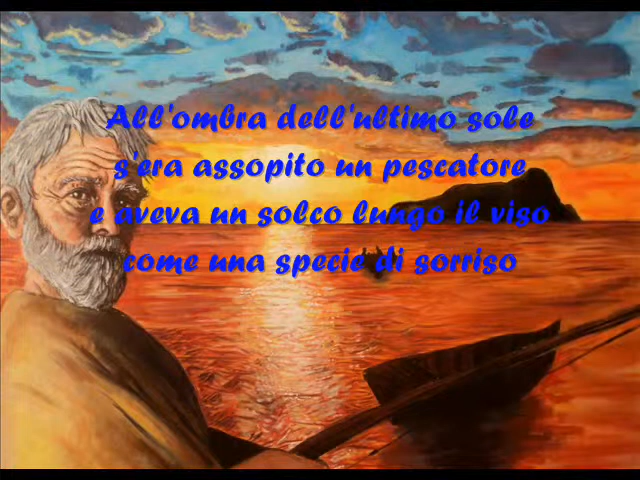 All'ombra dell'ultimo sole
s'era assopito un pescatore
e aveva un solco lungo il viso
come una specie di sorriso